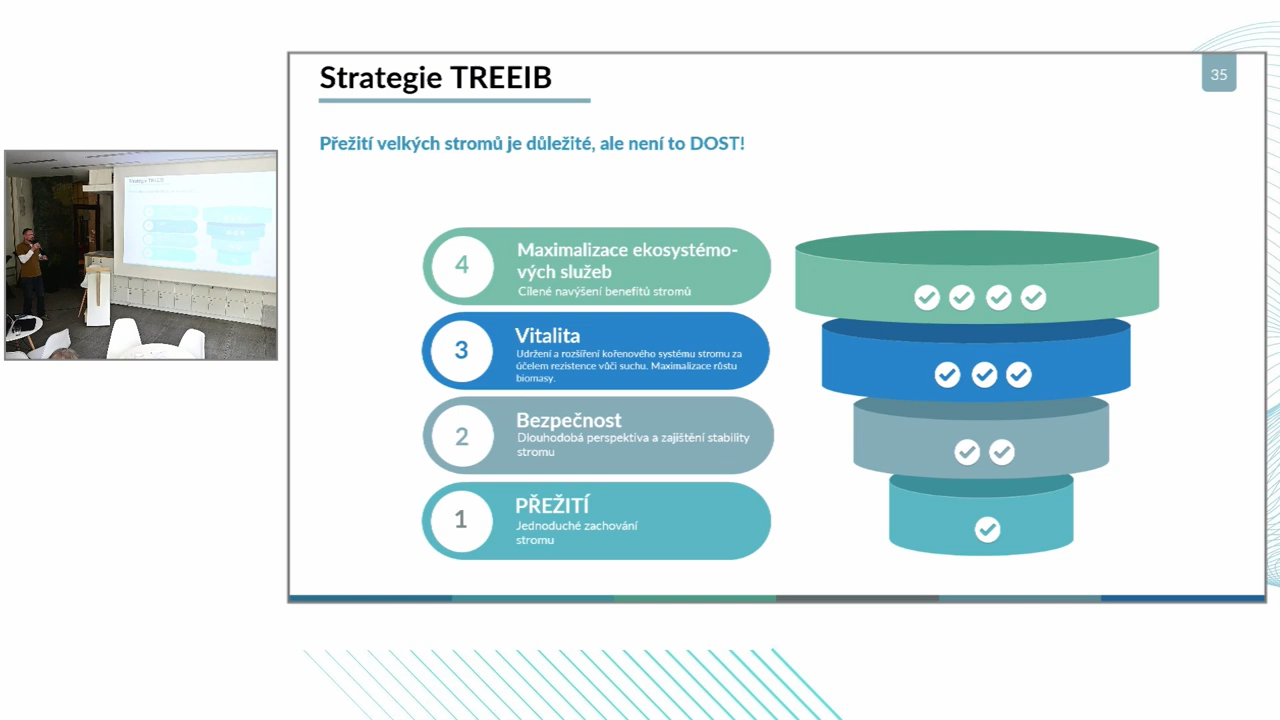 Strategie TREEIB
35
Přežití velkých stromů je důležité, ale není to DOST!
4
Maximalizace ekosystémo-
vých služeb
Cílené navýšení benefitů stromů
3
Vitalita
Udržení a rozšíření kořenového systému stromu za
účelem rezistence vůči suchu. Maximalizace růstu
biomasy.
2
Bezpečnost
Dlouhodobá perspektiva a zajištění stability
stromu
1
PŘEŽITÍ
Jednoduché zachování
stromu
Strategie TREEIB